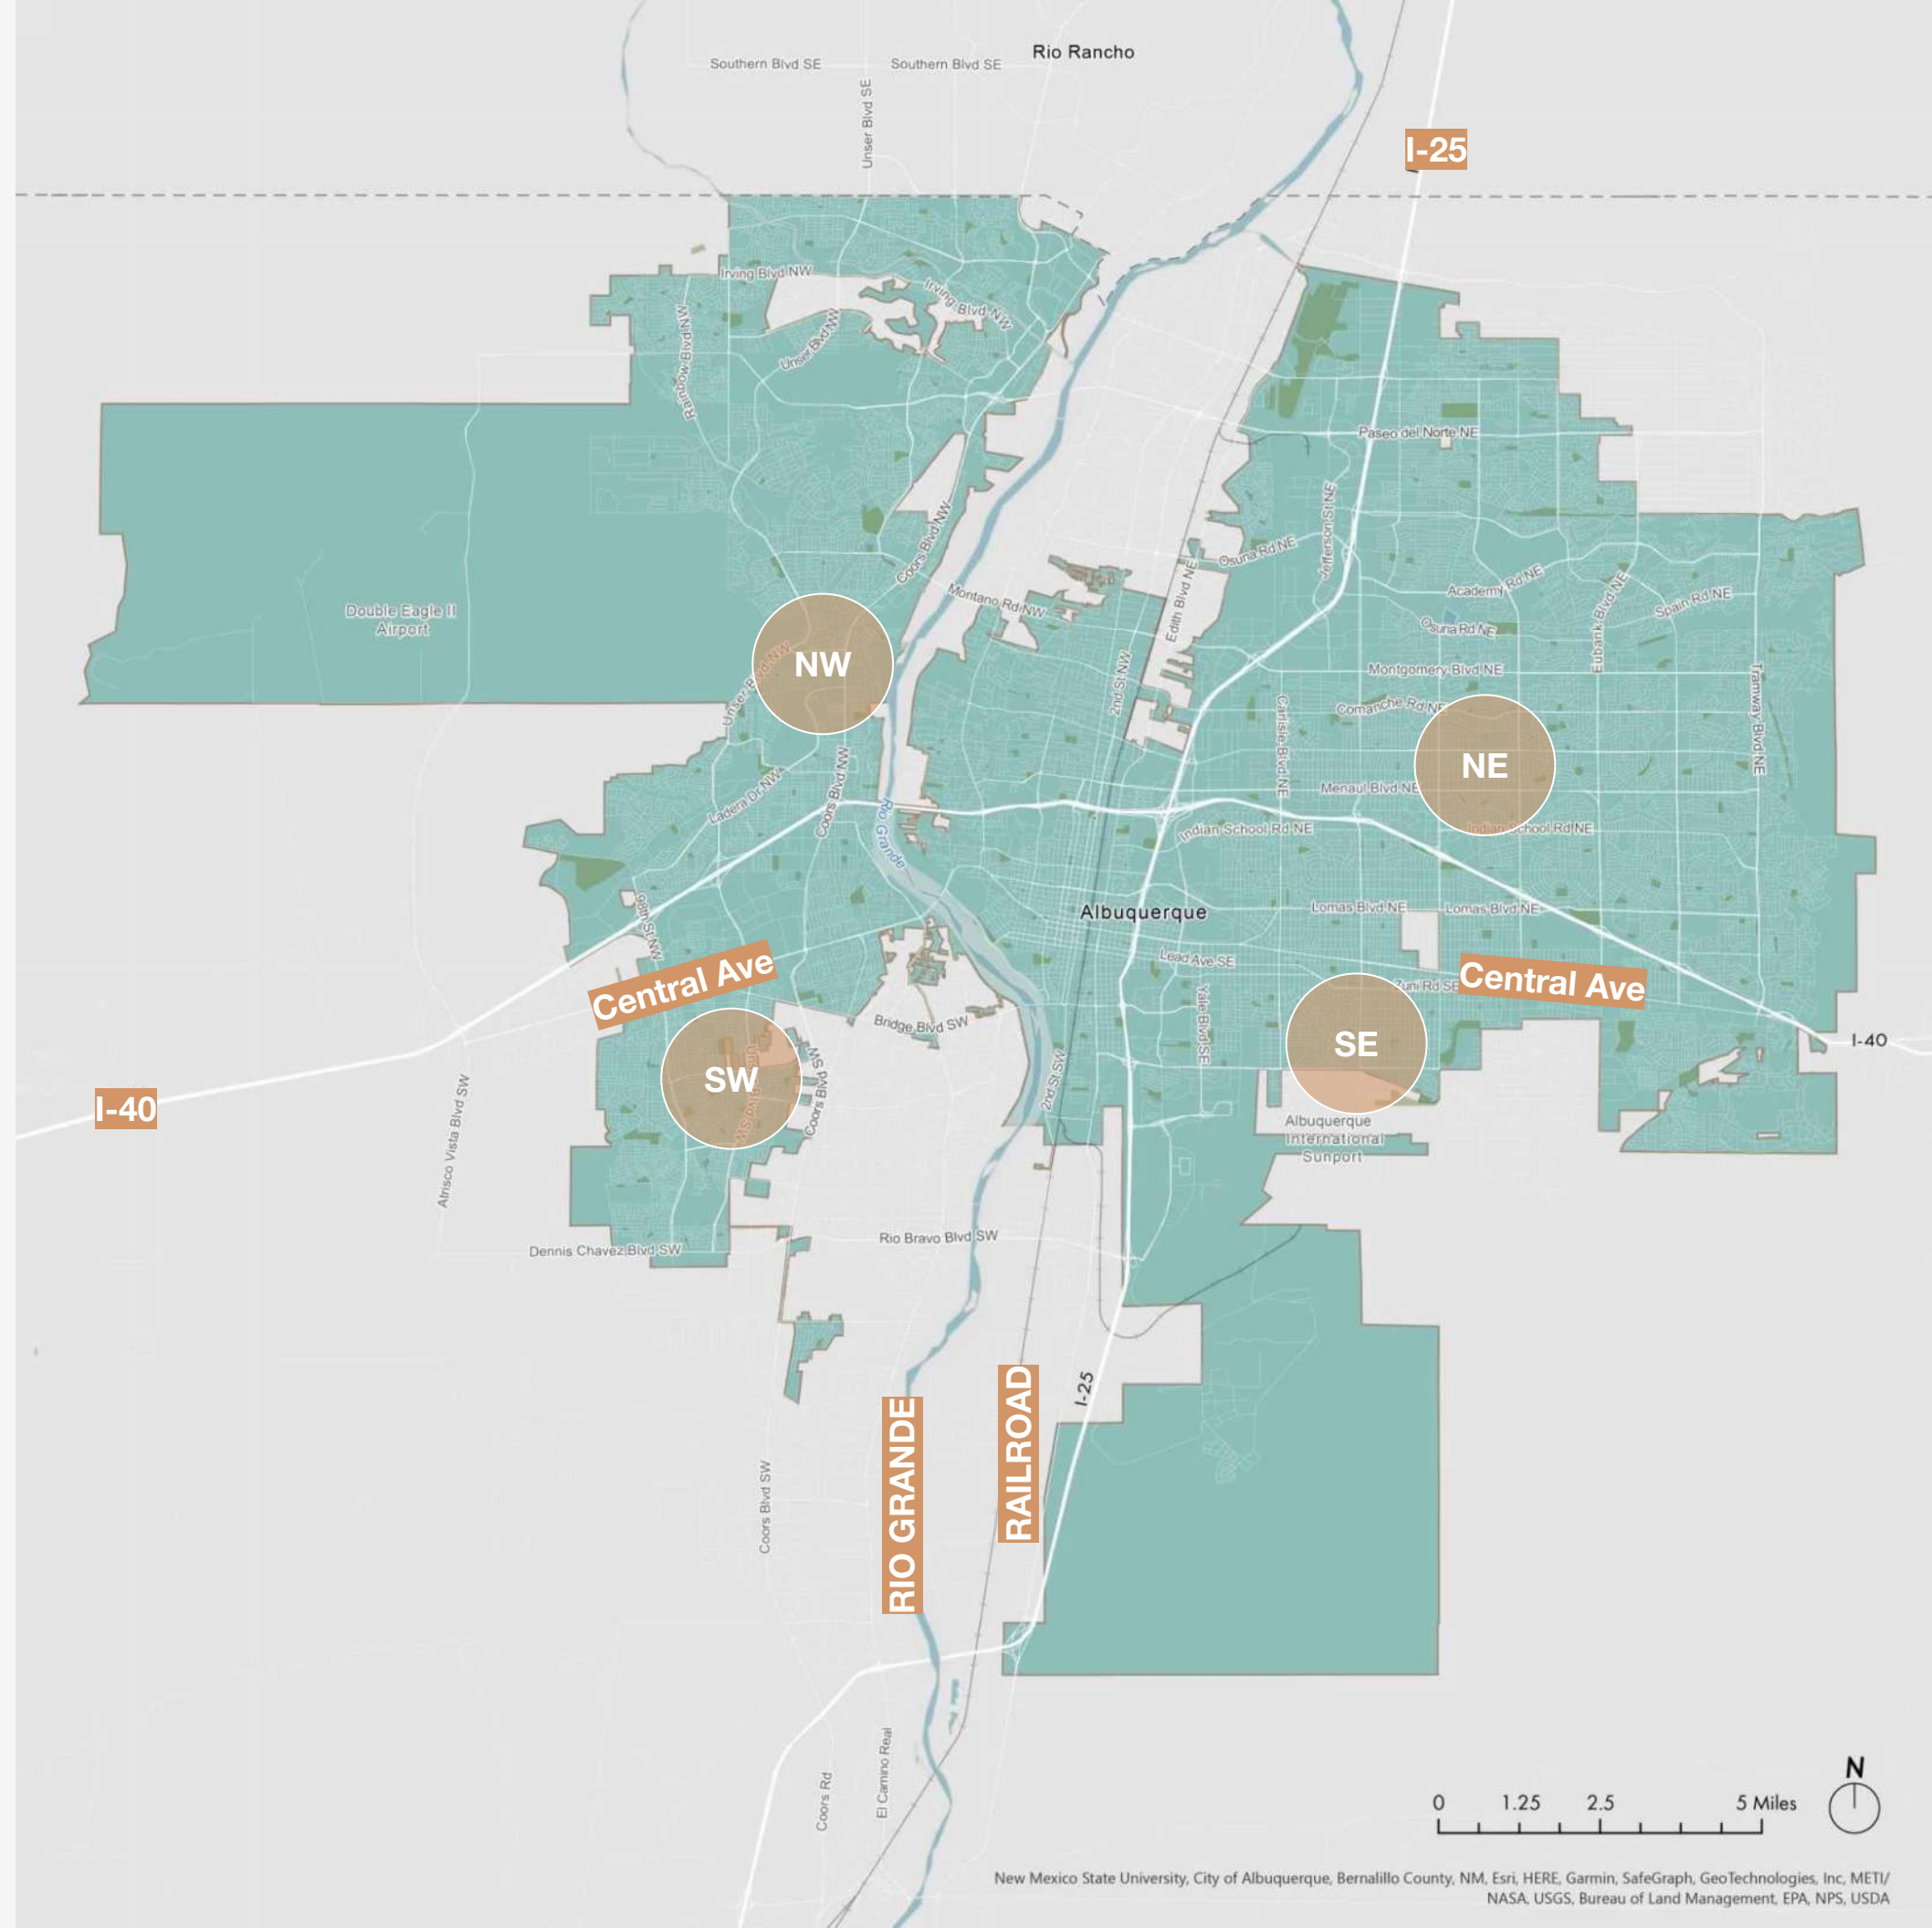 Rio Rancho
Southern Blvd SE
Southern Blvd SE
Unser Blvd SE
I-25
Irving Blvd NW
Irving Blvd NW
Rainbow Blvd NW
Unser Blvd NW
Paseo del Norte NE
Jefferson St NE
Coors Blvd NW
Osuna Rd NE
Edith Blvd NE
Academy Rd NE
Eubank Blvd NE
Spain Rd NE
Montano Rd NW
Double Eagle II
Airport
Osuna Rd NE
NW
Unser Blvd NW
2nd St NW
Montgomery Blvd NE
Tramway Blvd NE
Carlisle Blvd NE
Comanche Rd NE
NE
Menaul Blvd NE
Ladera Dr NW
Coors Blvd NW
Rio Grande
Indian School Rd NE
Indian School Rd NE
98th St NW
Albuquerque
Lomas Blvd NE
Lomas Blvd NE
Lead Ave SE
Central Ave
Zuni Rd SE
Central Ave
Yale Blvd SE
Bridge Blvd SW
SE
I-40
SW
Coors Blvd SW
2nd St SW
I-40
Atrisco Vista Blvd SW
Albuquerque
International
Sunport
Rio Bravo Blvd SW
Dennis Chavez Blvd SW
I-25
RAILROAD
RIO GRANDE
Coors Blvd SW
El Camino Real
Coors Rd
N
0 1.25 2.5 5 Miles
New Mexico State University, City of Albuquerque, Bernalillo County, NM, Esri, HERE, Garmin, SafeGraph, GeoTechnologies, Inc, METI/
NASA, USGS, Bureau of Land Management, EPA, NPS, USDA